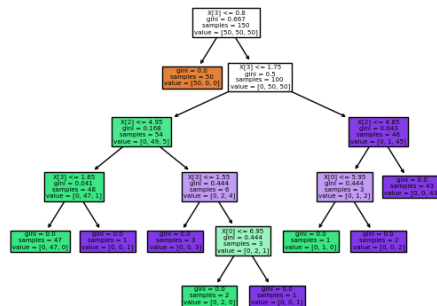 X[3] <= 0.8
gini = 0.667
samples = 150
value = [50, 50, 50]
gini = 0.0
samples = 50
value = [50, 0, 0]
X[3] <= 1.75
gini = 0.5
samples = 100
value = [0, 50, 50]
X[2] <= 4.95
gini = 0.168
samples = 54
value = [0, 49, 5]
X[2] <= 4.85
gini = 0.043
samples = 46
value = [0, 1, 45]
X[3] <= 1.65
gini = 0.041
samples = 48
value = [0, 47, 1]
X[3] <= 1.55
gini = 0.444
samples = 6
value = [0, 2, 4]
X[0] <= 5.95
gini = 0.444
samples = 3
value = [0, 1, 2]
gini = 0.0
samples = 43
value = [0, 0, 43]
gini = 0.0
samples = 47
value = [0, 47, 0]
gini = 0.0
samples = 1
value = [0, 0, 1]
gini = 0.0
samples = 3
value = [0, 0, 3]
X[0] <= 6.95
gini = 0.444
samples = 3
value = [0, 2, 1]
gini = 0.0
samples = 1
value = [0, 1, 0]
gini = 0.0
samples = 2
value = [0, 0, 2]
gini = 0.0
samples = 2
value = [0, 2, 0]
gini = 0.0
samples = 1
value = [0, 0, 1]